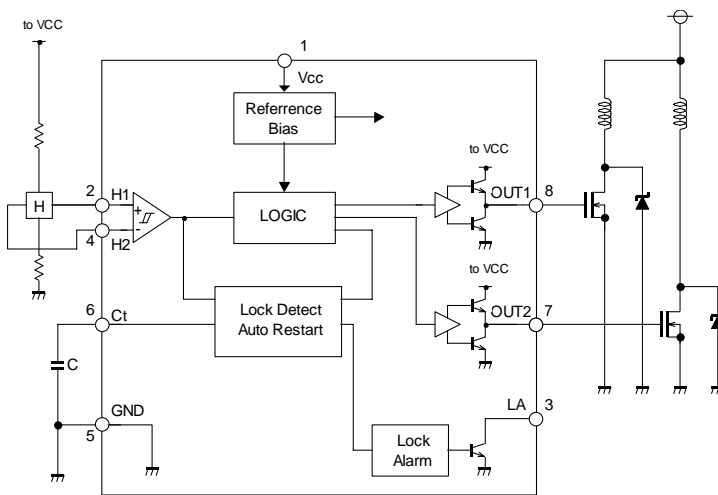 to VCC
1
Vcc
Referrence
Bias
to VCC
2
H1
H
+
-
LOGIC
OUT1
8
4
H2
to VCC
6
Ct
Lock Detect
Auto Restart
OUT2
7
C
GND
5
LA
3
Lock
Alarm